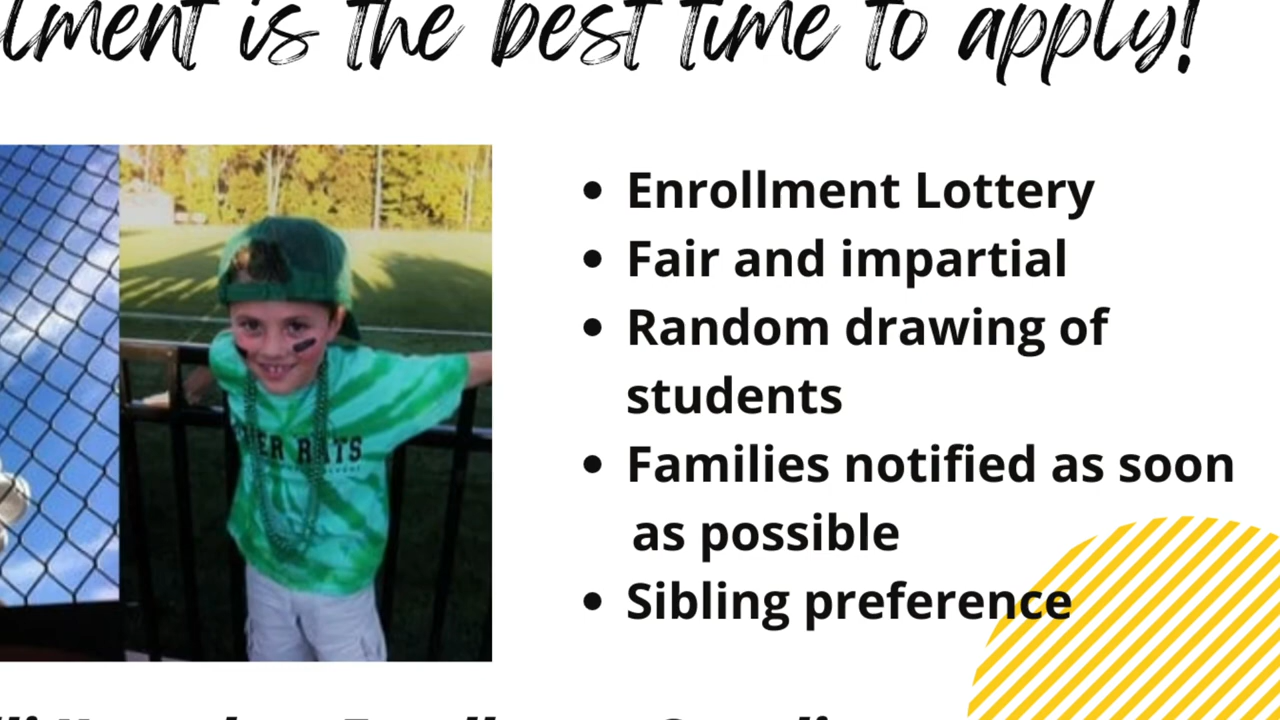 is the best time to apply!
• Enrollment Lottery
• Fair and impartial
• Random drawing of
students
• Families notified as soon
as possible
• Sibling preference